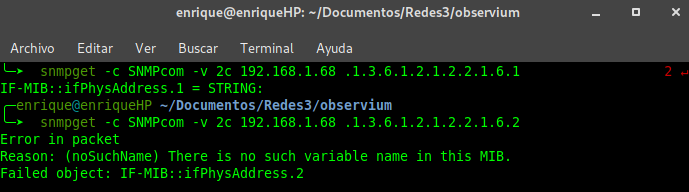 enrique@enriqueHP: ~/Documentos/Redes3/observium
Archivo Editar Ver Buscar Terminal Ayuda
╰─➤ snmpget -c SNMPcom -v 2c 192.168.1.68 .1.3.6.1.2.1.2.2.1.6.1 2 ↵
IF-MIB::ifPhysAddress.1 = STRING:
╭─enrique@enriqueHP ~/Documentos/Redes3/observium
╰─➤ snmpget -c SNMPcom -v 2c 192.168.1.68 .1.3.6.1.2.1.2.2.1.6.2
Error in packet
Reason: (noSuchName) There is no such variable name in this MIB.
Failed object: IF-MIB::ifPhysAddress.2